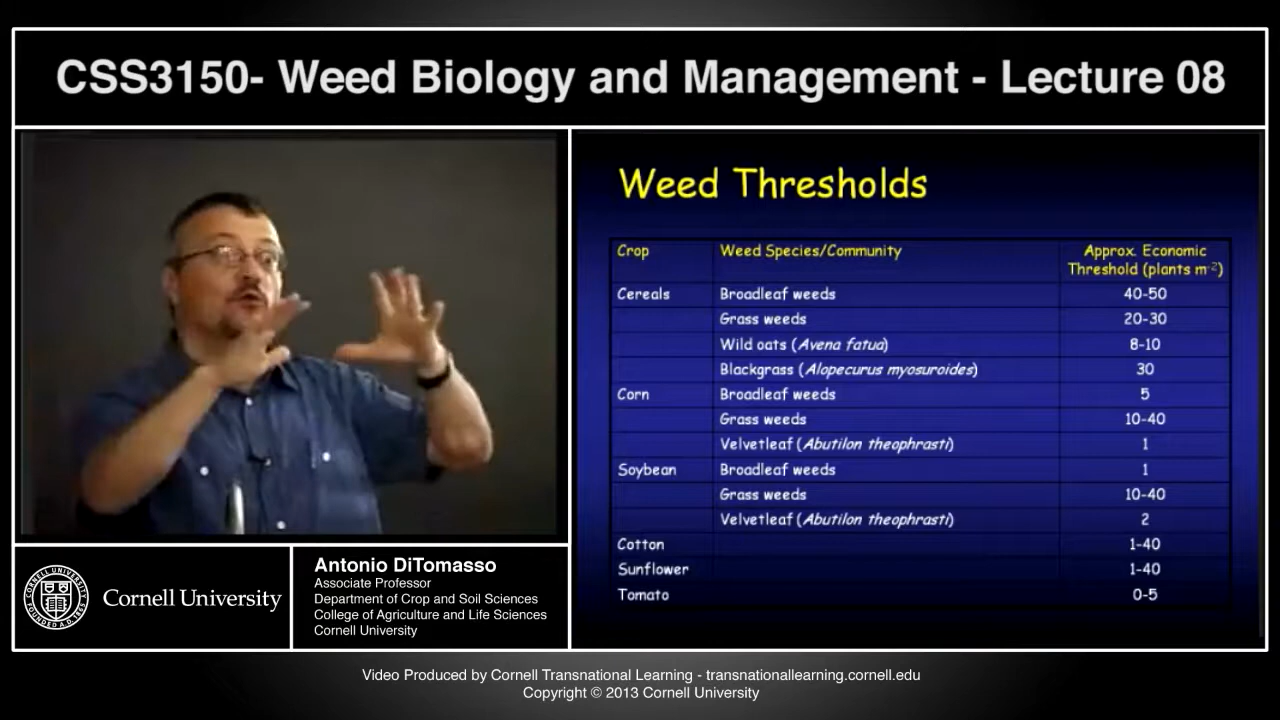 CSS3150- Weed Biology and Management - Lecture 08
Weed Thresholds
Crop Weed Species/Community Approx. Economic Threshold (plants m-2)
Cereals Broadleaf weeds 40-50
Grass weeds 20-30
Wild oats (Avena fatua) 8-10
Blackgrass (Alopecurus myosuroides) 30
Corn Broadleaf weeds 5
Grass weeds 10-40
Velvetleaf (Abutilon theophrasti) 1
Soybean Broadleaf weeds 1
Grass weeds 10-40
Velvetleaf (Abutilon theophrasti) 2
Cotton 1-40
Sunflower 1-40
Tomato 0-5
Cornell University
Antonio DiTomasso
Associate Professor
Department of Crop and Soil Sciences
College of Agriculture and Life Sciences
Cornell University
Video Produced by Cornell Transnational Learning - transnationallearning.cornell.edu
Copyright © 2013 Cornell University